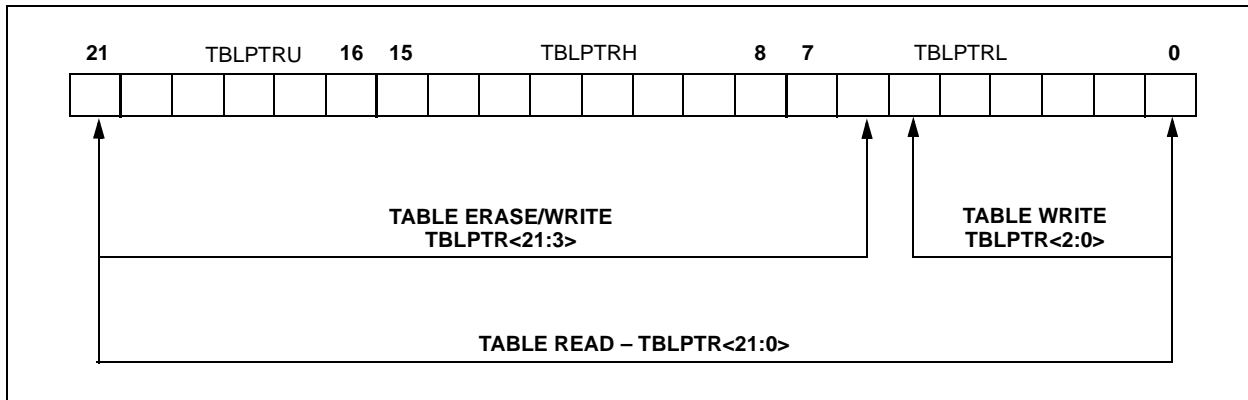 21 TBLPTRU 16 15 TBLPTRH 8 7 TBLPTRL 0
TABLE ERASE/WRITE TABLE WRITE
TBLPTR<21:3> TBLPTR<2:0>
TABLE READ – TBLPTR<21:0>